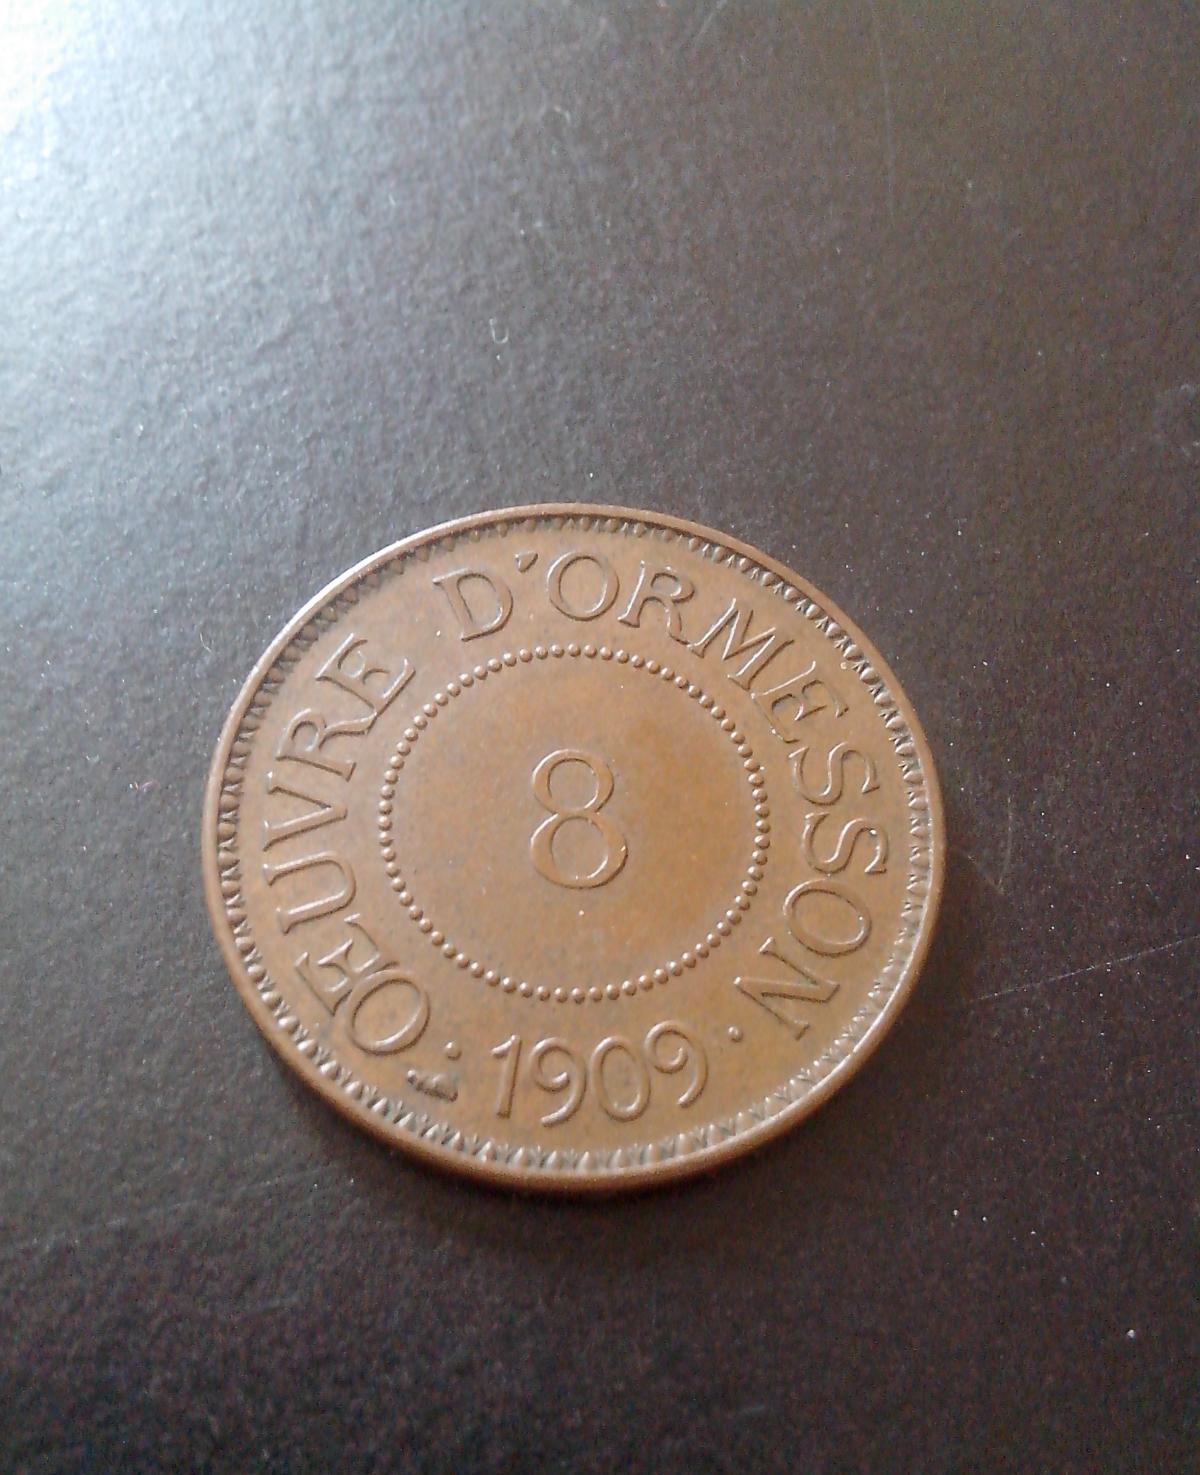 ŒUVRE D'ORMESSON
8
· 1909 ·